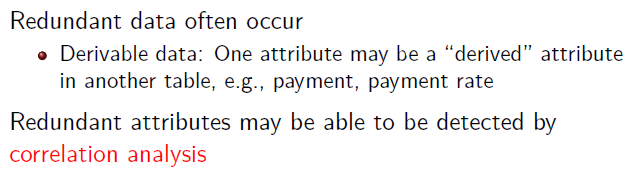 Redundant data often occur
Derivable data: One attribute may be a “derived” attribute
in another table, e.g., payment, payment rate
Redundant attributes may be able to be detected by
correlation analysis